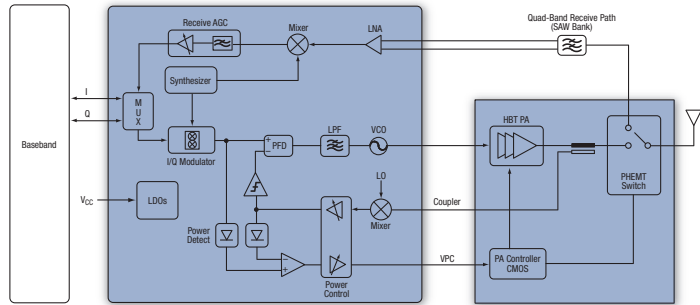 Quad-Band Receive Path
(SAW Bank)
Receive AGC
Mixer
LNA
Synthesizer
I
Q
M
U
X
HBT PA
Baseband
I/Q Modulator
+
−
PFD
LPF
VCO
PHEMT
Switch
LO
VCC
LDOs
Mixer
Coupler
Power
Detect
−
+
VPC
PA Controller
CMOS
Power
Control